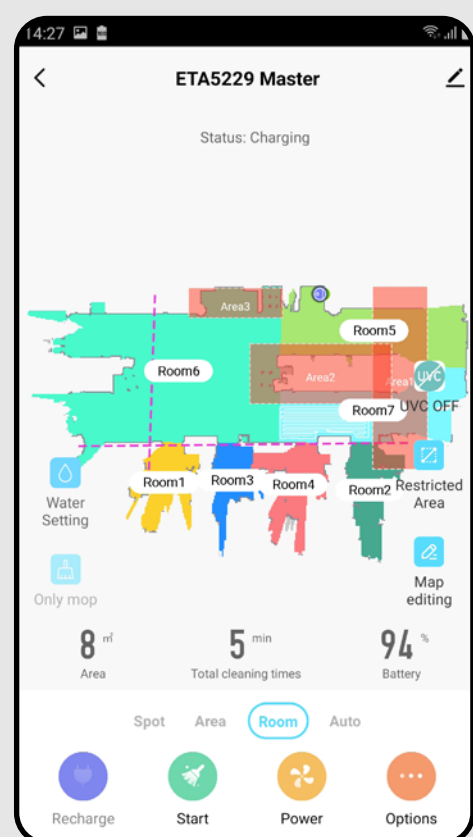 14:27
ETA5229 Master
Status: Charging
Area3
Room5
Room6
Area2
Area1
UVC
Room7
UVC OFF
Room1
Room3
Room4
Room2
Restricted
Area
Water
Setting
Only mop
Map
editing
8 ㎡
5 min
94 %
Area
Total cleaning times
Battery
Spot
Area
Room
Auto
Recharge
Start
Power
Options